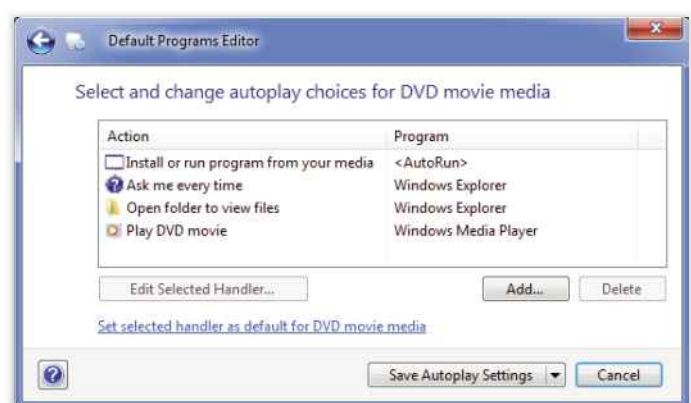 Default Programs Editor
Select and change autoplay choices for DVD movie media
Action Program
Install or run program from your media <AutoRun>
Ask me every time Windows Explorer
Open folder to view files Windows Explorer
Play DVD movie Windows Media Player
Edit Selected Handler... Add... Delete
Set selected handler as default for DVD movie media
Save Autoplay Settings Cancel